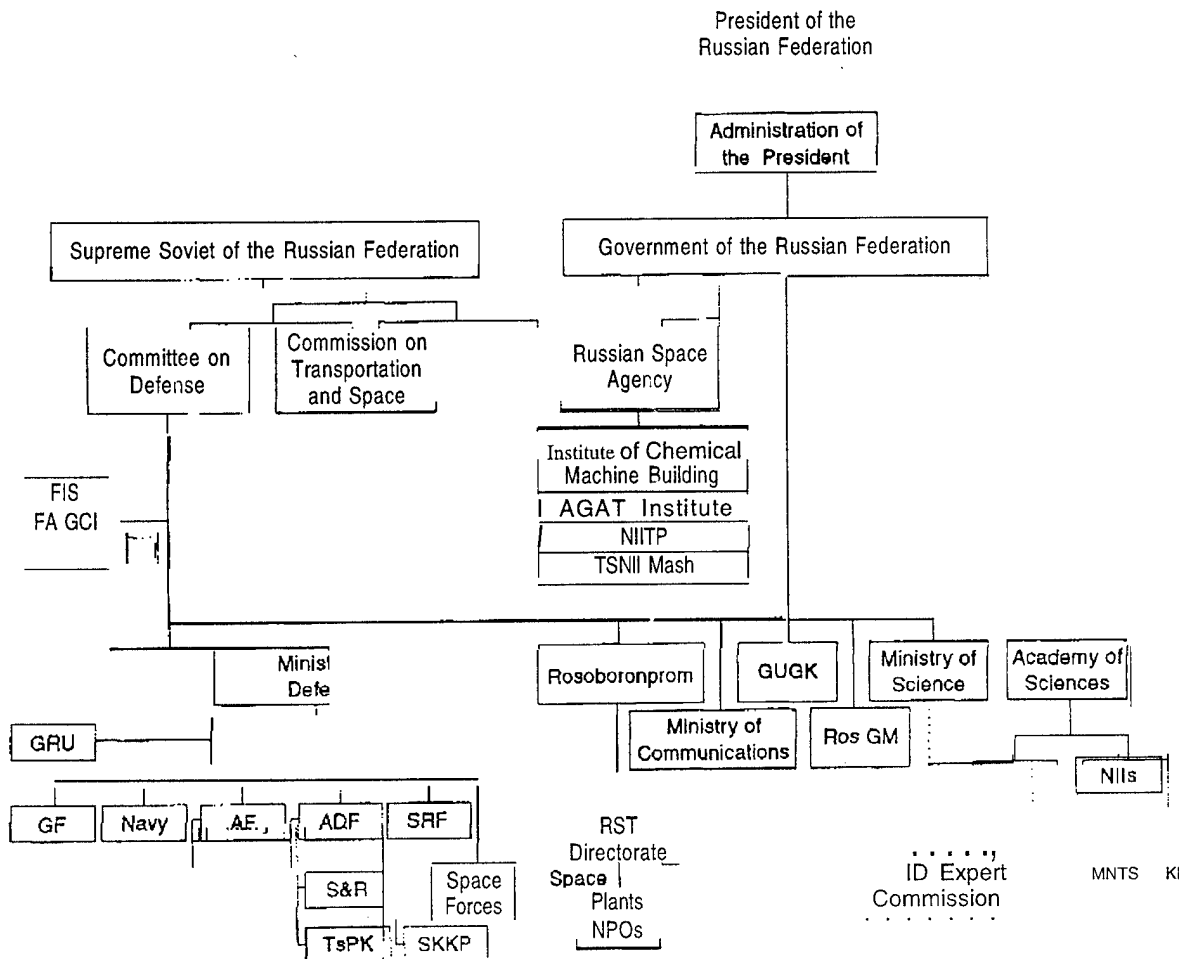 President of the
Russian Federation
Administration of
the President
Supreme Soviet of the Russian Federation
Government of the Russian Federation
Committee on
Defense
Commission on
Transportation
and Space
Russian Space
Agency
Institute of Chemical
Machine Building
AGAT Institute
NIITP
TSNII Mash
FIS
FA GCI
Minist
Defe
Rosoboronprom
Ministry of
Communications
GUGK
Ros GM
Ministry of
Science
Academy of
Sciences
GRU
NIIs
GF
Navy
AF
ADF
SRF
S&R
TsPK
SKKP
Space
Forces
RST
Directorate
Space
Plants
NPOs
ID Expert
Commission
MNTS